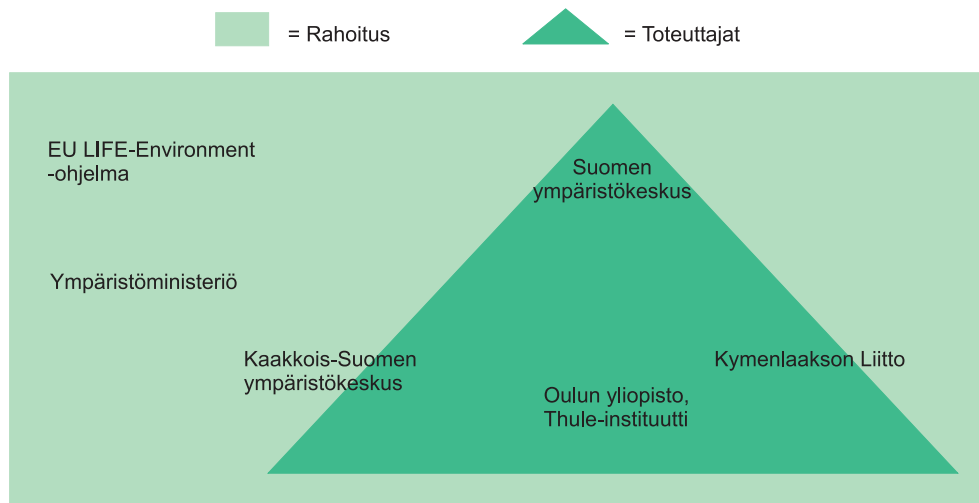 = Rahoitus
= Toteuttajat
EU LIFE-Environment
-ohjelma
Suomen
ympäristökeskus
Ympäristöministeriö
Kaakkois-Suomen
ympäristökeskus
Kymenlaakson Liitto
Oulun yliopisto,
Thule-instituutti